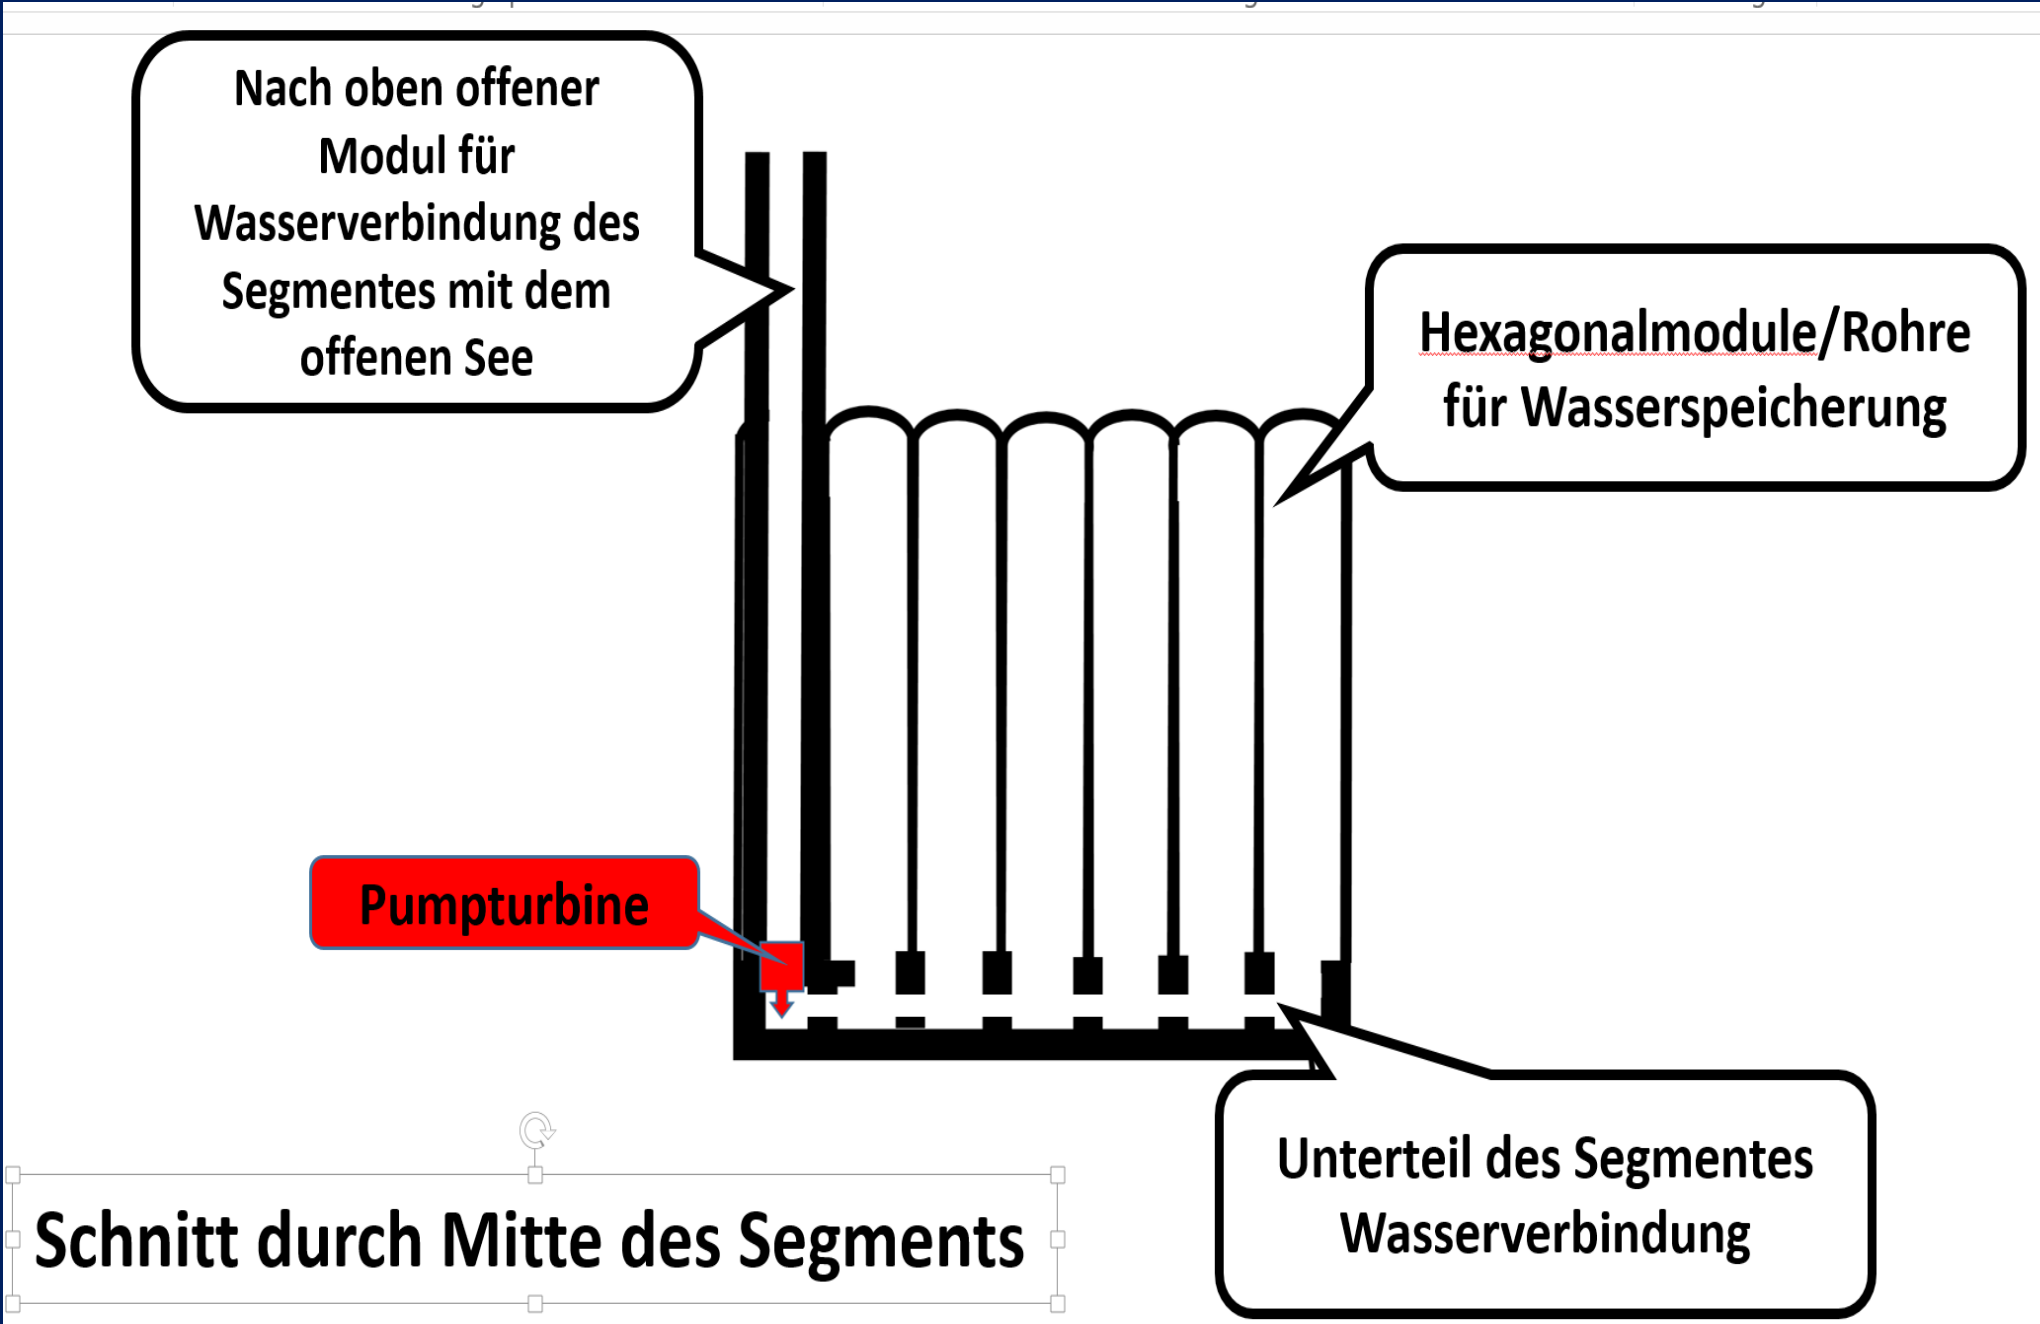 Nach oben offener
Modul für
Wasserverbindung des
Segmentes mit dem
offenen See
Hexagonalmodule/Rohre
für Wasserspeicherung
Pumpturbine
Unterteil des Segmentes
Wasserverbindung
Schnitt durch Mitte des Segments